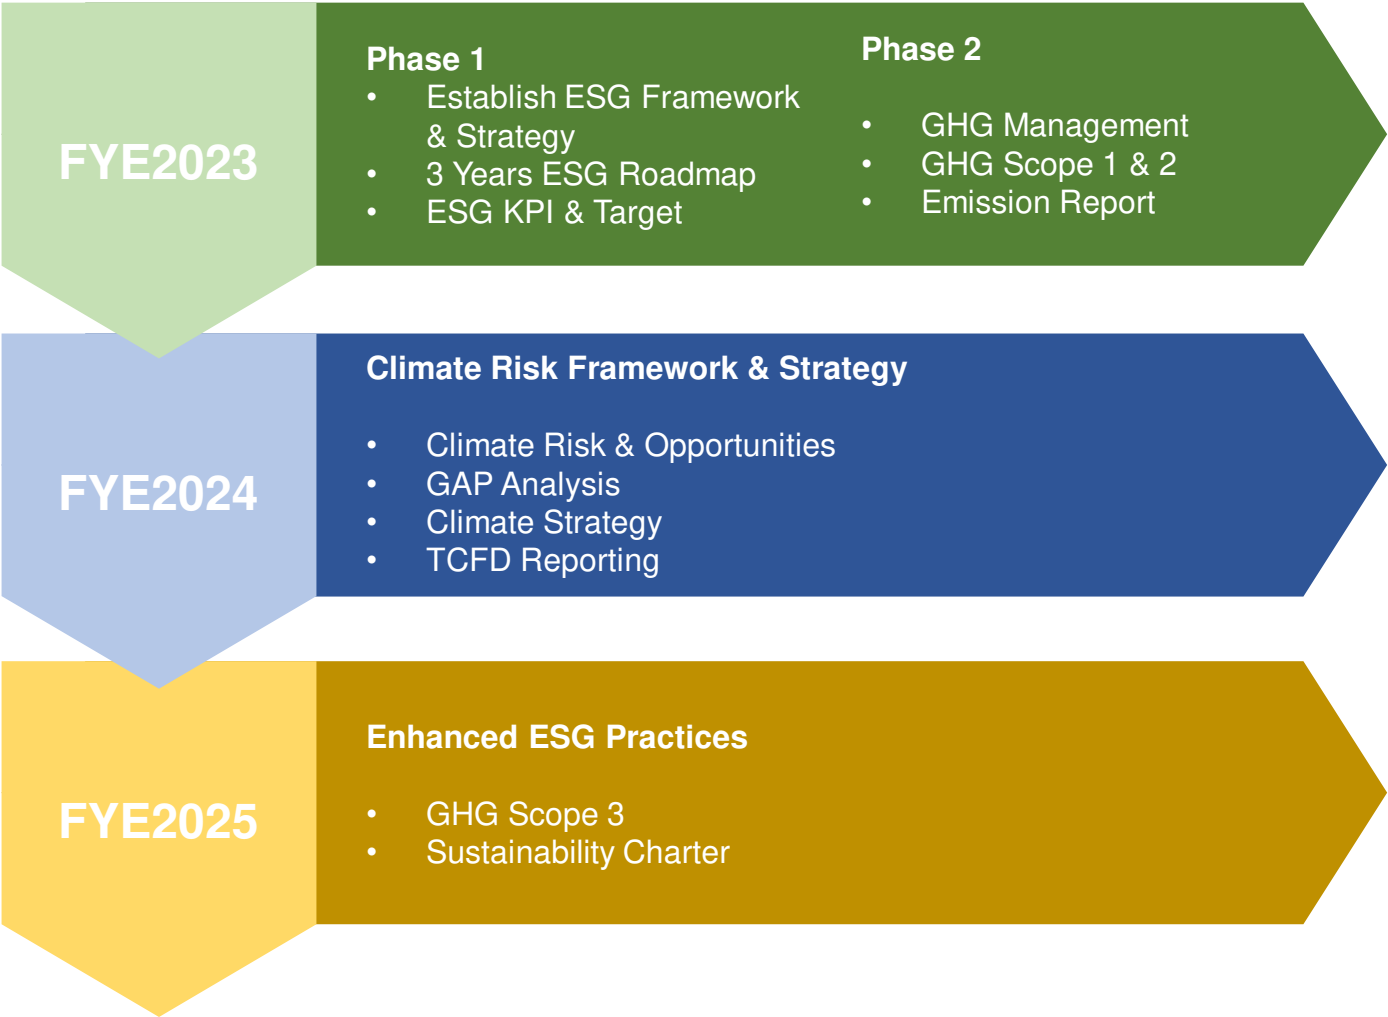 FYE2023
Phase 1
• Establish ESG Framework
& Strategy
• 3 Years ESG Roadmap
• ESG KPI & Target
Phase 2
• GHG Management
• GHG Scope 1 & 2
• Emission Report
FYE2024
Climate Risk Framework & Strategy
• Climate Risk & Opportunities
• GAP Analysis
• Climate Strategy
• TCFD Reporting
FYE2025
Enhanced ESG Practices
• GHG Scope 3
• Sustainability Charter